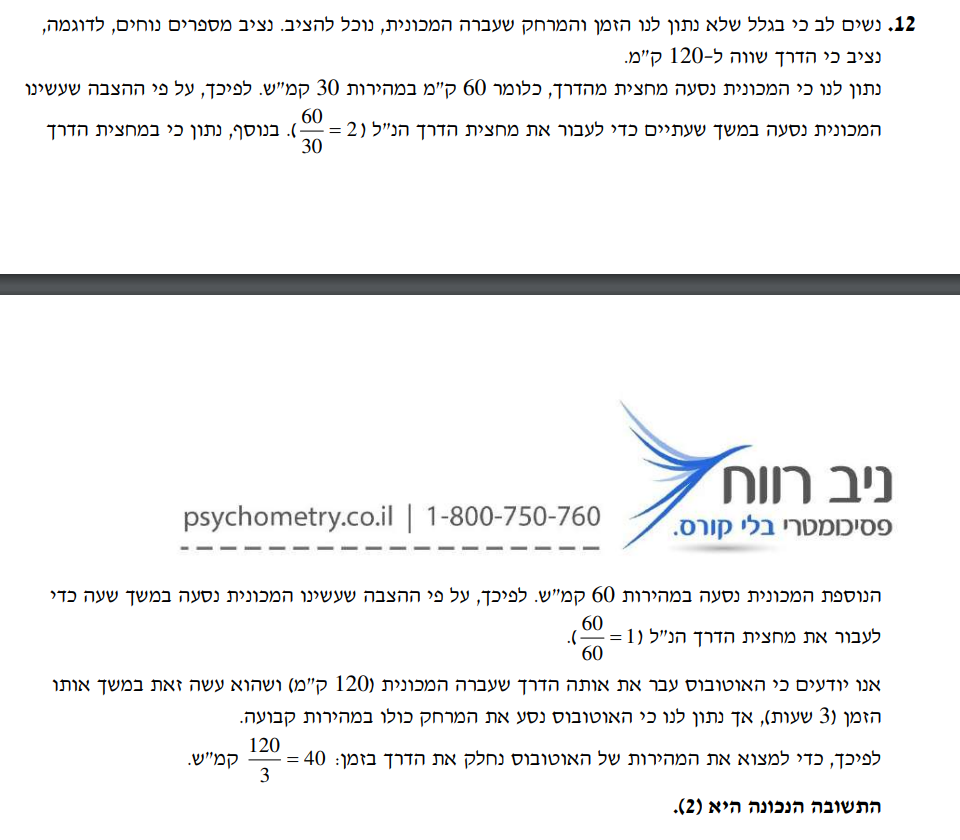 12. נשים לב כי בגלל שלא נתון לנו הזמן והמרחק שעברה המכונית, נוכל להציב. נציב מספרים נוחים, לדוגמה,
נציב כי הדרך שווה ל-120 ק"מ.
נתון לנו כי המכונית נסעה מחצית מהדרך, כלומר 60 ק"מ במהירות 30 קמ"ש. לפיכך, על פי ההצבה שעשינו
המכונית נסעה במשך שעתיים כדי לעבור את מחצית הדרך הנ"ל (2 = 60/30). בנוסף, נתון כי במחצית הדרך
ניב רווח
פסיכומטרי בלי קורס.
psychometry.co.il | 1-800-750-760
הנוספת המכונית נסעה במהירות 60 קמ"ש. לפיכך, על פי ההצבה שעשינו המכונית נסעה במשך שעה כדי
לעבור את מחצית הדרך הנ"ל (1 = 60/60).
אנו יודעים כי האוטובוס עבר את אותה הדרך שעברה המכונית (120 ק"מ) ושהוא עשה זאת במשך אותו
הזמן (3 שעות), אך נתון לנו כי האוטובוס נסע את המרחק כולו במהירות קבועה.
לפיכך, כדי למצוא את המהירות של האוטובוס נחלק את הדרך בזמן: 120/3 = 40 קמ"ש.
התשובה הנכונה היא (2).